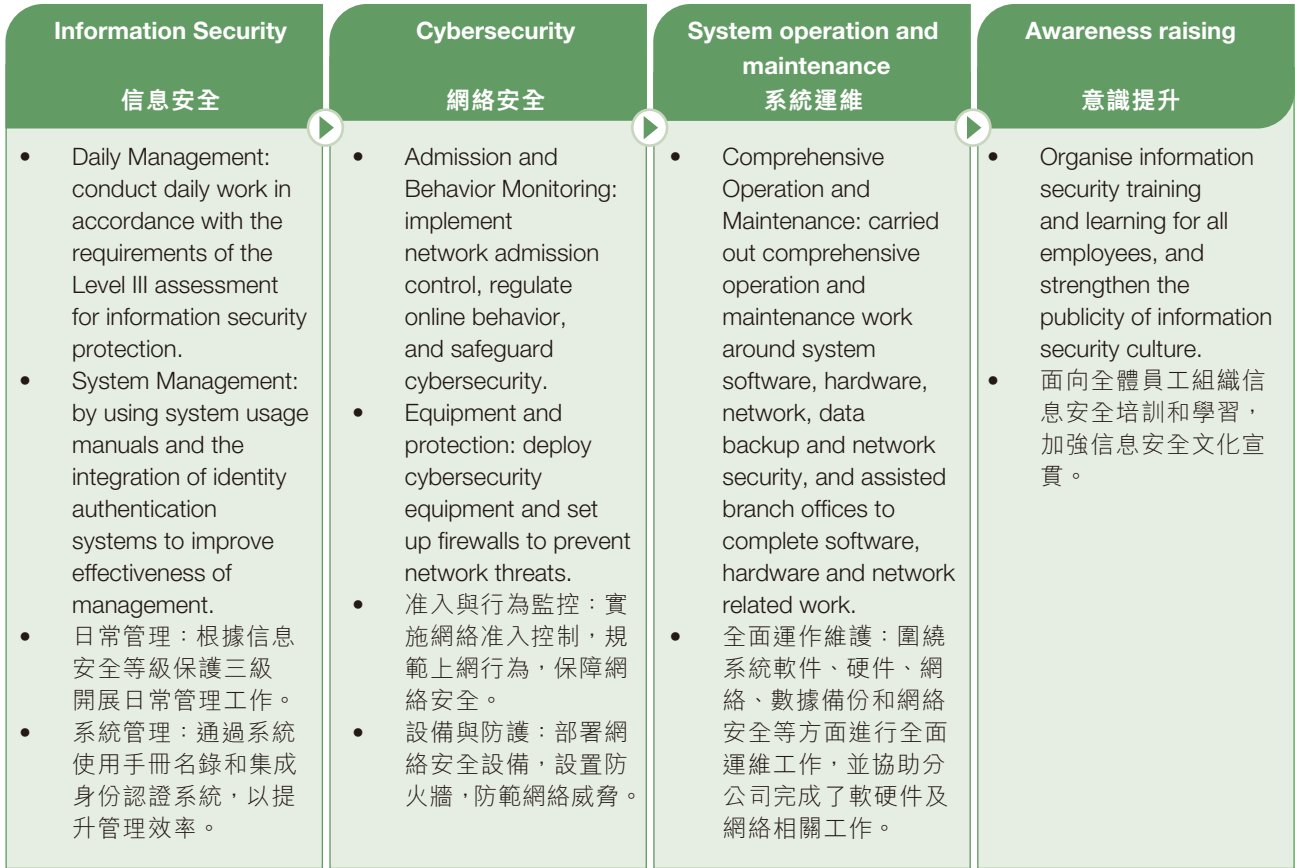 Information Security
信息安全
• Daily Management:
conduct daily work in
accordance with the
requirements of the
Level III assessment
for information security
protection.
• System Management:
by using system usage
manuals and the
integration of identity
authentication
systems to improve
effectiveness of
management.
• 日常管理：根據信息
安全等級保護三級
開展日常管理工作。
• 系統管理：通過系統
使用手冊名錄和集成
身份認證系統，以提
升管理效率。
Cybersecurity
網絡安全
• Admission and
Behavior Monitoring:
implement
network admission
control, regulate
online behavior,
and safeguard
cybersecurity.
• Equipment and
protection: deploy
cybersecurity
equipment and set
up firewalls to prevent
network threats.
• 准入與行為監控：實
施網絡准入控制，規
範上網行為，保障網
絡安全。
• 設備與防護：部署網
絡安全設備，設置防
火牆，防範網絡威脅。
System operation and
maintenance
系統運維
• Comprehensive
Operation and
Maintenance: carried
out comprehensive
operation and
maintenance work
around system
software, hardware,
network, data
backup and network
security, and assisted
branch offices to
complete software,
hardware and network
related work.
• 全面運作維護：圍繞
系統軟件、硬件、網
絡、數據備份和網絡
安全等方面進行全面
運維工作，並協助分
公司完成了軟硬件及
網絡相關工作。
Awareness raising
意識提升
• Organise information
security training
and learning for all
employees, and
strengthen the
publicity of information
security culture.
• 面向全體員工組織信
息安全培訓和學習，
加強信息安全文化宣
貫。